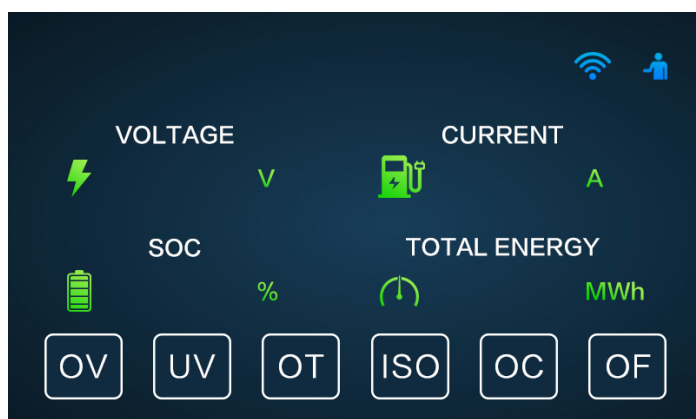 VOLTAGE CURRENT
V A
SOC TOTAL ENERGY
% MWh
OV UV OT ISO OC OF